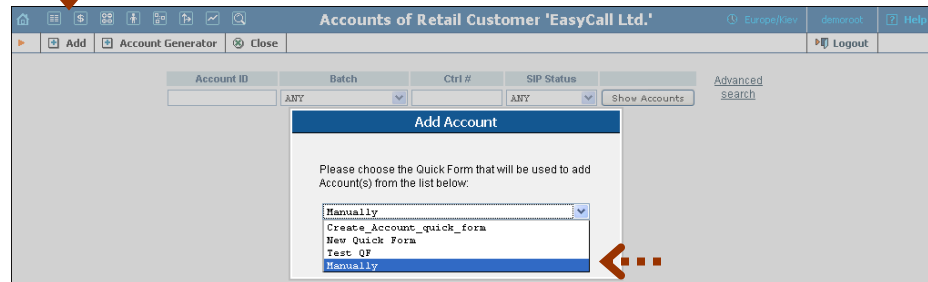 Accounts of Retail Customer 'EasyCall Ltd.' Europe/Kiev demoroot ? Help
Add Account Generator Close Logout
Account ID Batch Ctrl # SIP Status
ANY ANY Show Accounts
Advanced
search
Add Account
Please choose the Quick Form that will be used to add
Account(s) from the list below:
Manually
Create_Account_quick_form
New Quick Form
Test QF
Manually